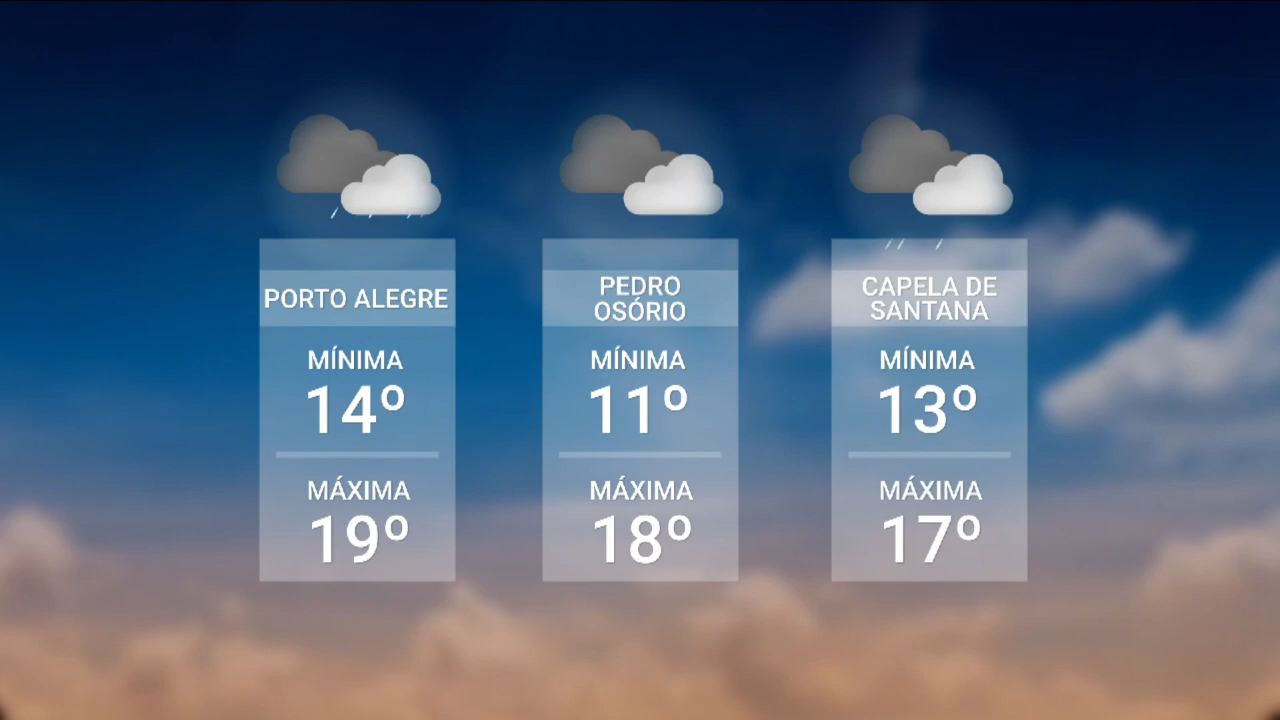 PORTO ALEGRE
MÍNIMA
14º
MÁXIMA
19º
PEDRO
OSÓRIO
MÍNIMA
11º
MÁXIMA
18º
CAPELA DE
SANTANA
MÍNIMA
13º
MÁXIMA
17º